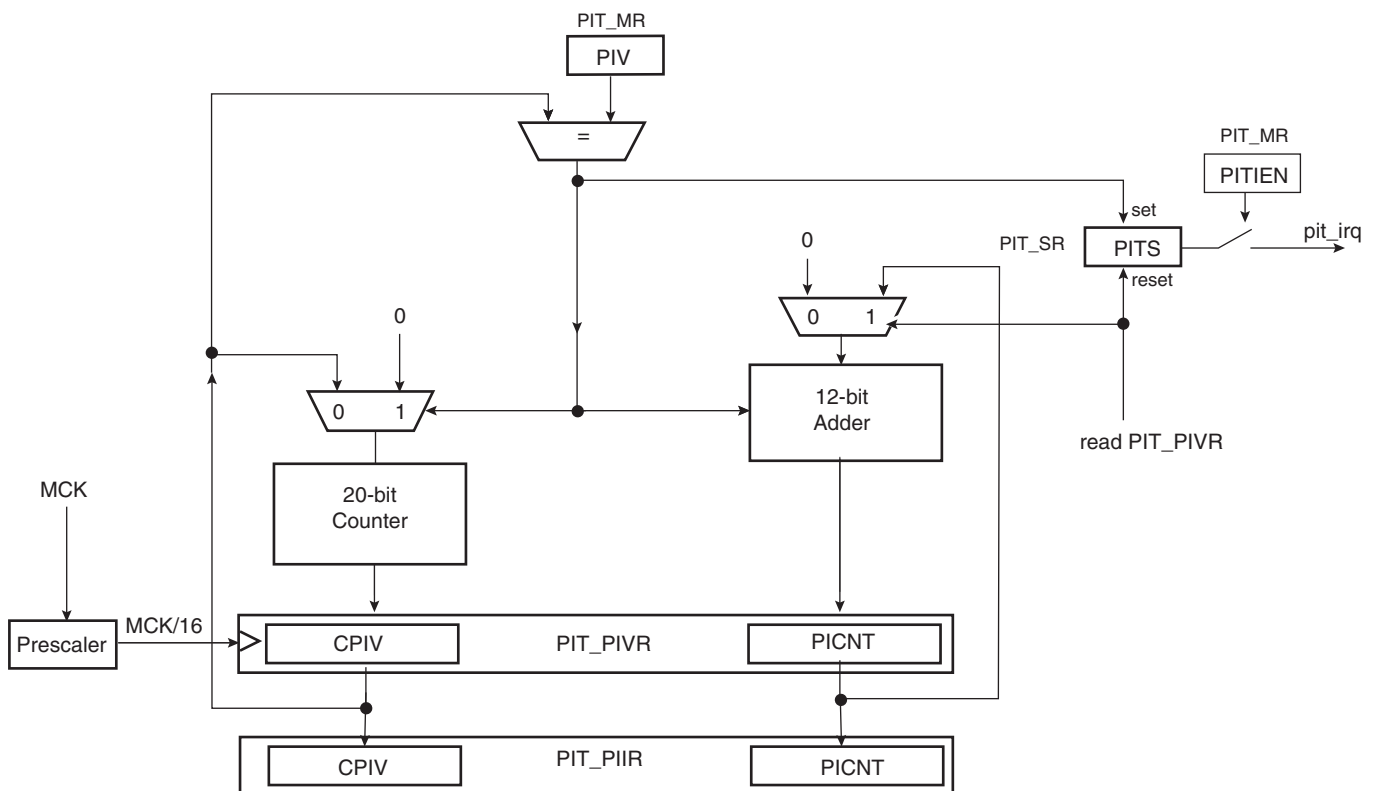 PIT_MR
PIV
=
PIT_MR
PITIEN
set
0
PIT_SR
PITS
pit_irq
reset
0
0 1
0 1
12-bit
Adder
read PIT_PIVR
MCK
20-bit
Counter
MCK/16
Prescaler
CPIV
PIT_PIVR
PICNT
CPIV
PIT_PIIR
PICNT